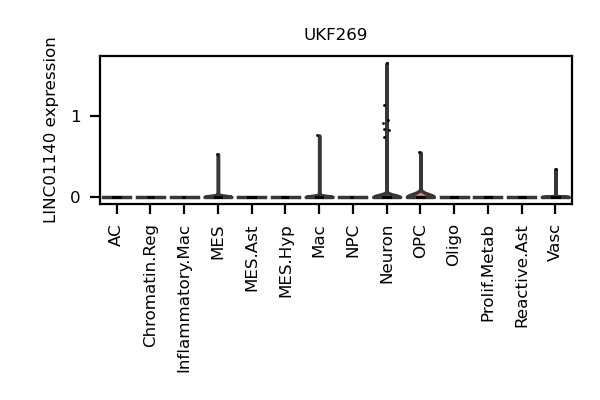 UKF269
LINC01140 expression
1
0
AC
Chromatin.Reg
Inflammatory.Mac
MES
MES.Ast
MES.Hyp
Mac
NPC
Neuron
OPC
Oligo
Prolif.Metab
Reactive.Ast
Vasc